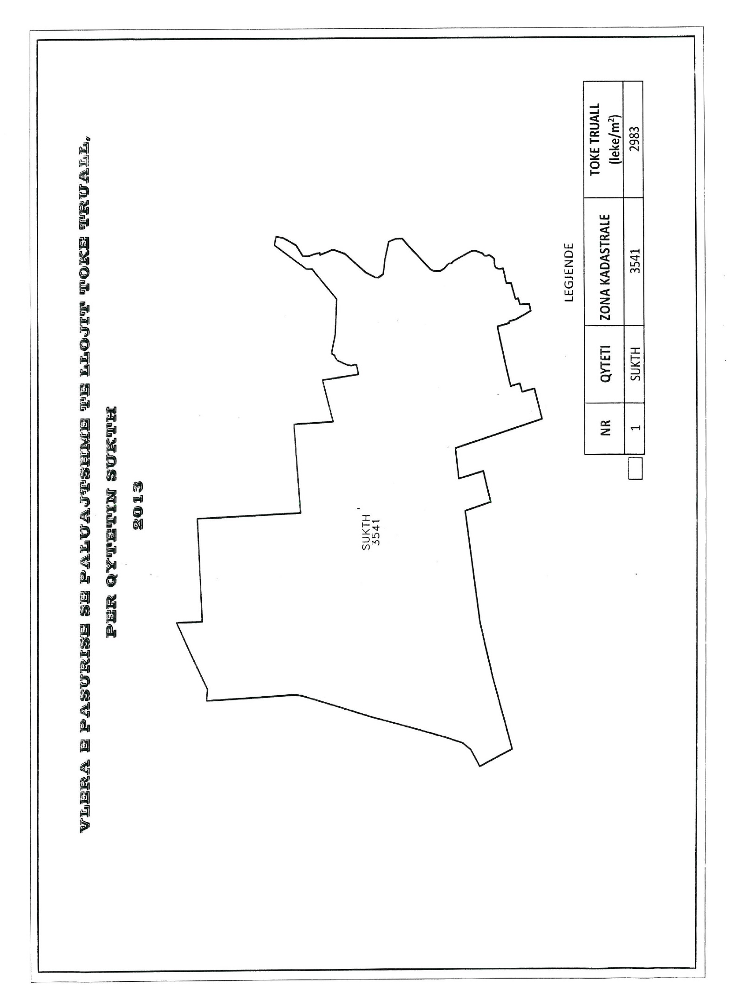 VLERA E PASURISE SE PALUAJTSHME TE LLOJIT TOKE TRUALL,
PER QYTETIN SUKTH
2013
SUKTH
3541
LEGJENDE
NR QYTETI ZONA KADASTRALE TOKE TRUALL (leke/m²)
1 SUKTH 3541 2983